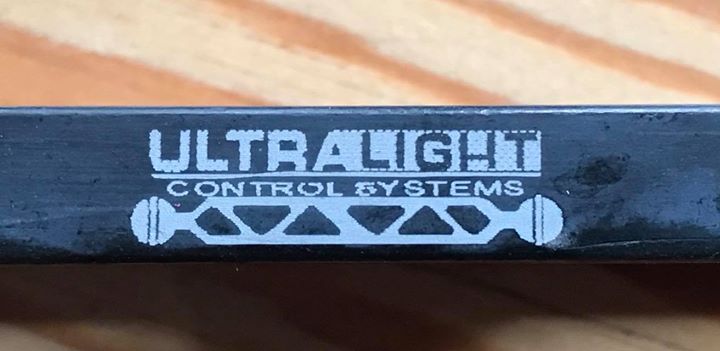 ULTRALIGHT
CONTROL SYSTEMS